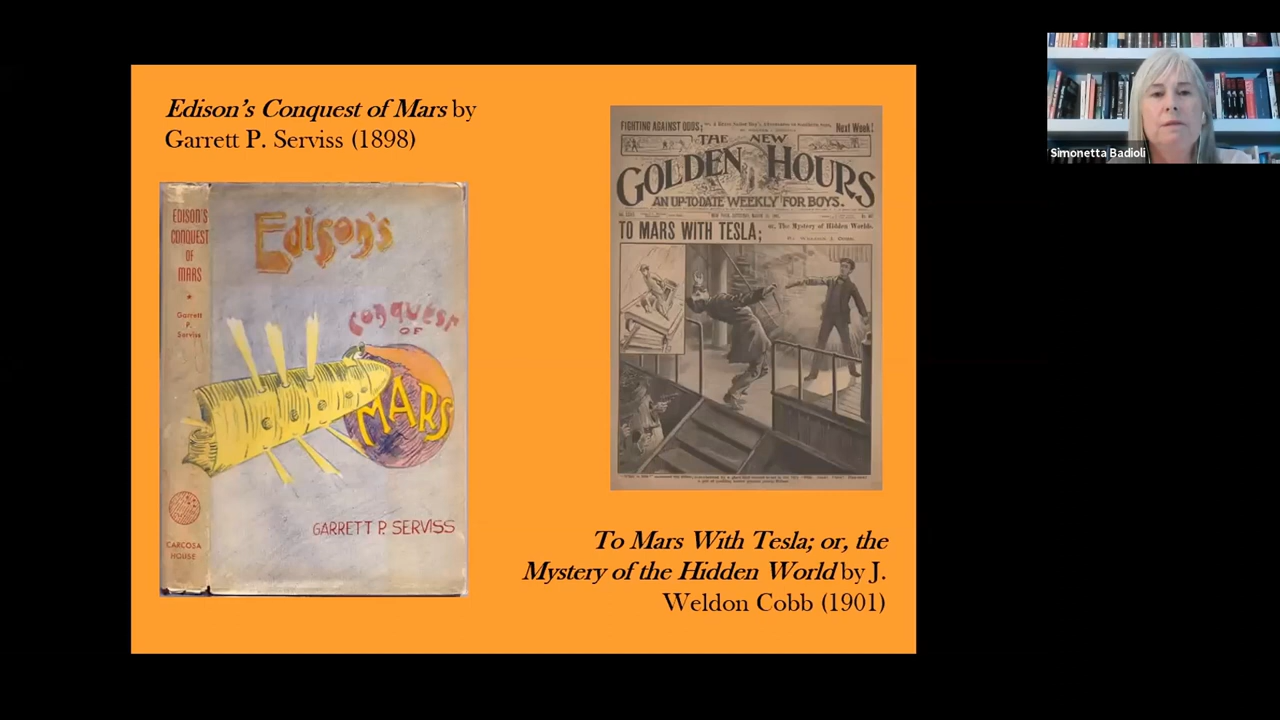 Edison's Conquest of Mars by
Garrett P. Serviss (1898)
EDISON'S
CONQUEST
OF
MARS
Garrett
P.
Serviss
CARCOSA
HOUSE
Edison's
Conquest
OF
MARS
GARRETT P. SERVISS
FIGHTING AGAINST ODDS;
Next Week!
THE NEW
GOLDEN HOURS
AN UP-TO-DATE WEEKLY FOR BOYS.
TO MARS WITH TESLA;
or, The Mystery of Hidden Worlds.
To Mars With Tesla; or, the
Mystery of the Hidden World by J.
Weldon Cobb (1901)
Simonetta Badioli